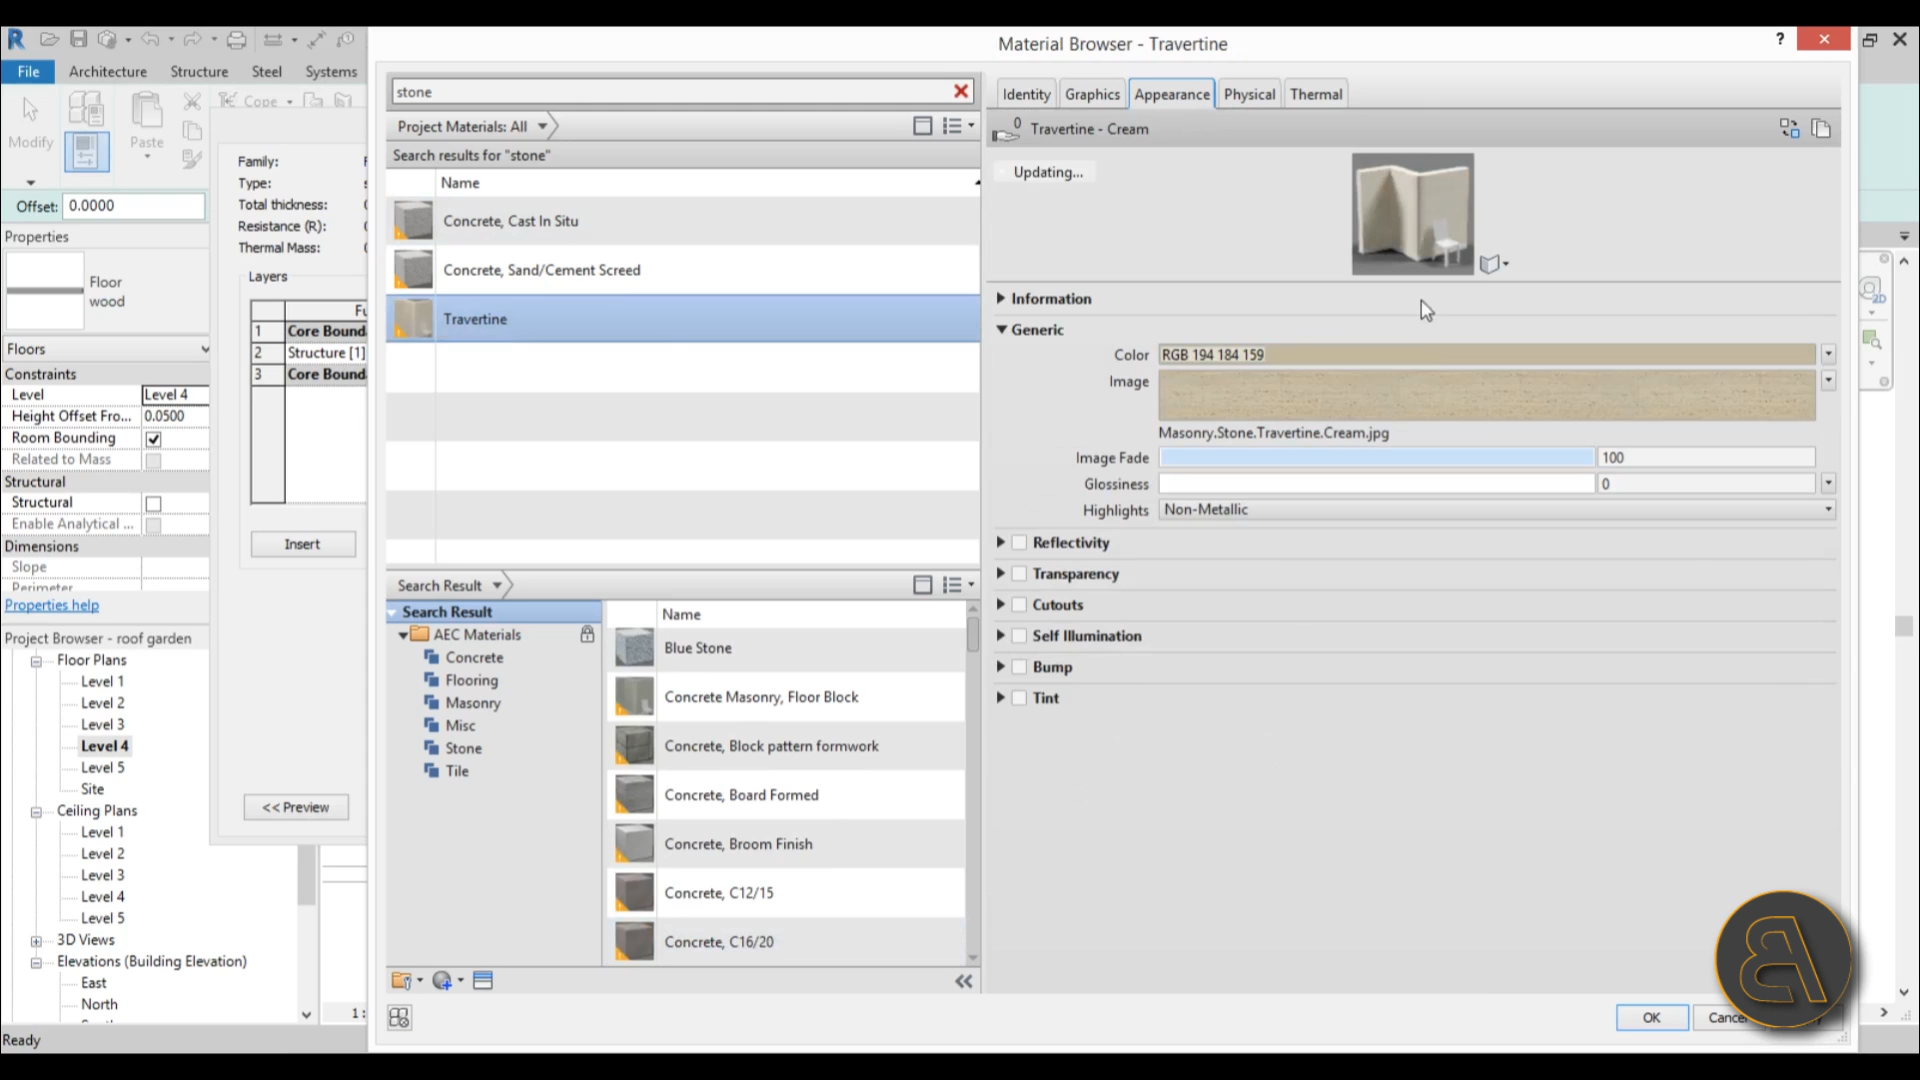 Material Browser - Travertine
?
File
Architecture
Structure
Steel
Systems
Modify
Paste
Cope
Offset:
0.0000
Properties
Floor
wood
Floors
Constraints
Level
Level 4
Height Offset Fro...
0.0500
Room Bounding
Related to Mass
Structural
Structural
Enable Analytical ...
Dimensions
Slope
Perimeter
Properties help
Project Browser - roof garden
Floor Plans
Level 1
Level 2
Level 3
Level 4
Level 5
Site
Ceiling Plans
Level 1
Level 2
Level 3
Level 4
Level 5
3D Views
Elevations (Building Elevation)
East
North
Ready
Family:
Type:
Total thickness:
Resistance (R):
Thermal Mass:
Layers
1 Core Bound
2 Structure [1]
3 Core Bound
Insert
<< Preview
1:
stone
Project Materials: All
Search results for "stone"
Name
Concrete, Cast In Situ
Concrete, Sand/Cement Screed
Travertine
Search Result
Search Result
AEC Materials
Concrete
Flooring
Masonry
Misc
Stone
Tile
Name
Blue Stone
Concrete Masonry, Floor Block
Concrete, Block pattern formwork
Concrete, Board Formed
Concrete, Broom Finish
Concrete, C12/15
Concrete, C16/20
Identity
Graphics
Appearance
Physical
Thermal
0
Travertine - Cream
Updating...
Information
Generic
Color
RGB 194 184 159
Image
Masonry.Stone.Travertine.Cream.jpg
Image Fade
100
Glossiness
0
Highlights
Non-Metallic
Reflectivity
Transparency
Cutouts
Self Illumination
Bump
Tint
OK
2D